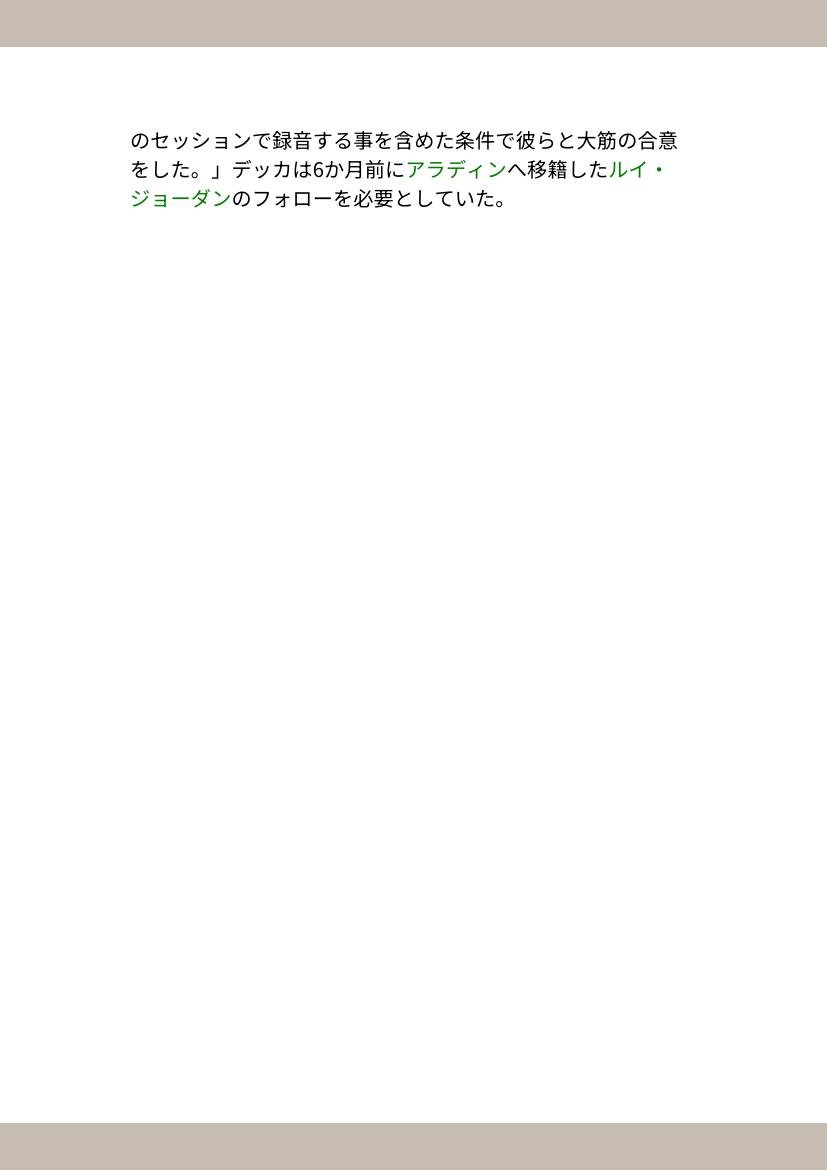 のセッションで録音する事を含めた条件で彼らと大筋の合意
をした。」デッカは6か月前にアラディンへ移籍したルイ・
ジョーダンのフォローを必要としていた。